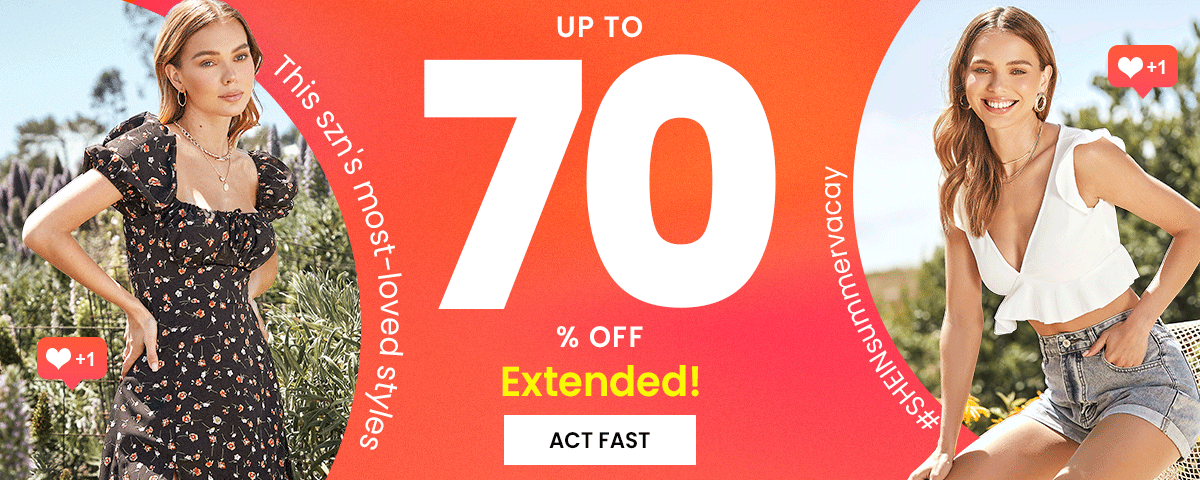 UP TO
70
% OFF
Extended!
ACT FAST
This szn's most-loved styles
#SHEINsummervacay
+1
+1